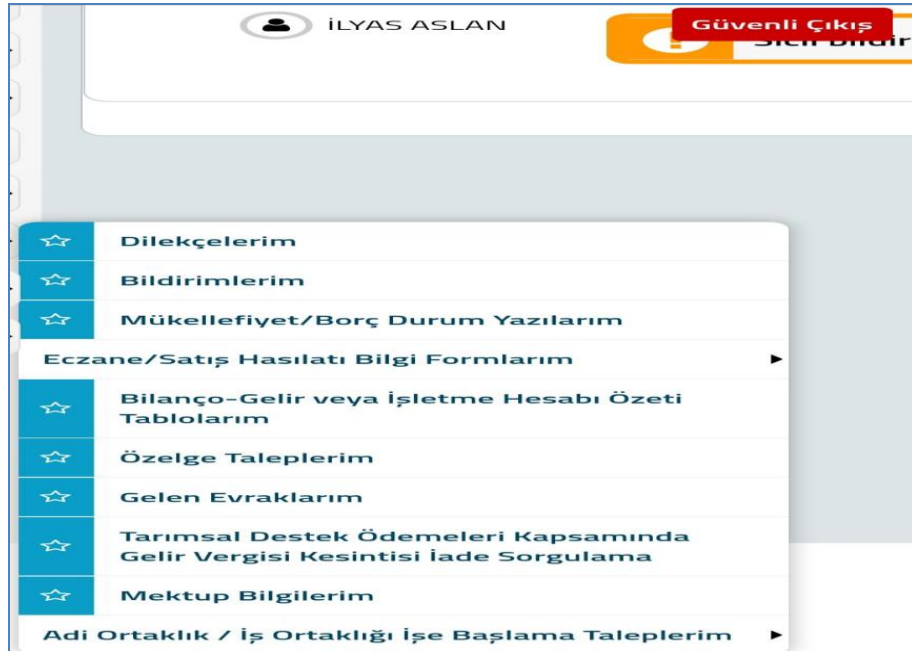 İLYAS ASLAN
Güvenli Çıkış
Dilekçelerim
Bildirimlerim
Mükellefiyet/Borç Durum Yazılarım
Eczane/Satış Hasılatı Bilgi Formlarım
Bilanço-Gelir veya İşletme Hesabı Özeti
Tablolarım
Özelge Taleplerim
Gelen Evraklarım
Tarımsal Destek Ödemeleri Kapsamında
Gelir Vergisi Kesintisi İade Sorgulama
Mektup Bilgilerim
Adi Ortaklık / İş Ortaklığı İşe Başlama Taleplerim